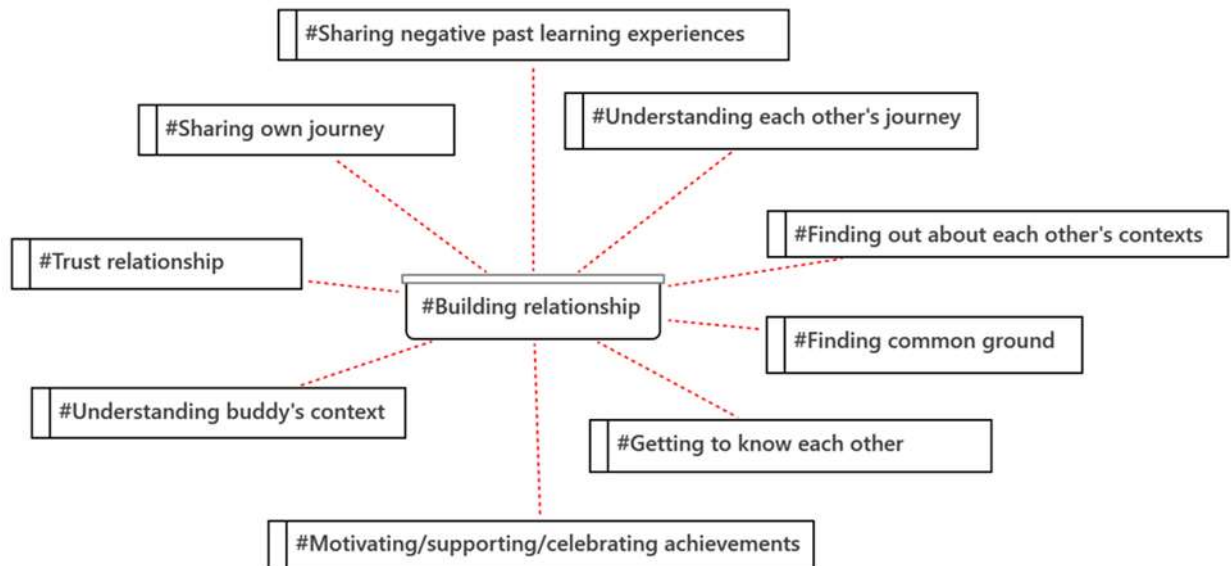 #Sharing negative past learning experiences
#Sharing own journey
#Understanding each other's journey
#Trust relationship
#Finding out about each other's contexts
#Building relationship
#Finding common ground
#Understanding buddy's context
#Getting to know each other
#Motivating/supporting/celebrating achievements